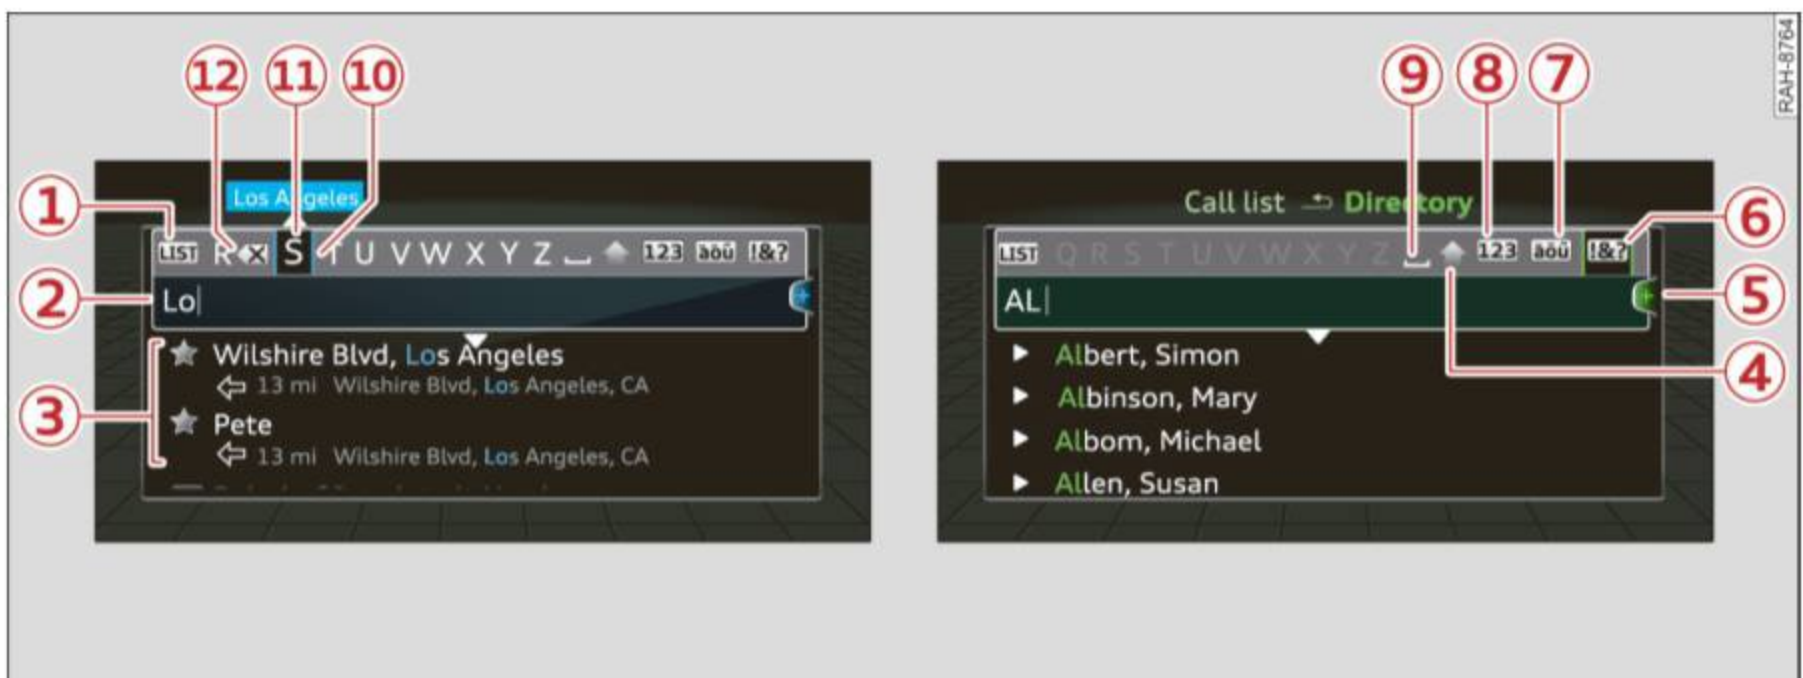 RAH-8764
12 11 10
9 8 7
1
Los Angeles
LIST R S T U V W X Y Z 123 äöü !&?
2
Lo
3
Wilshire Blvd, Los Angeles
13 mi Wilshire Blvd, Los Angeles, CA
Pete
13 mi Wilshire Blvd, Los Angeles, CA
Call list Directory
6
LIST Q R S T U V W X Y Z 123 äöü !&?
5
AL
4
Albert, Simon
Albinson, Mary
Albom, Michael
Allen, Susan